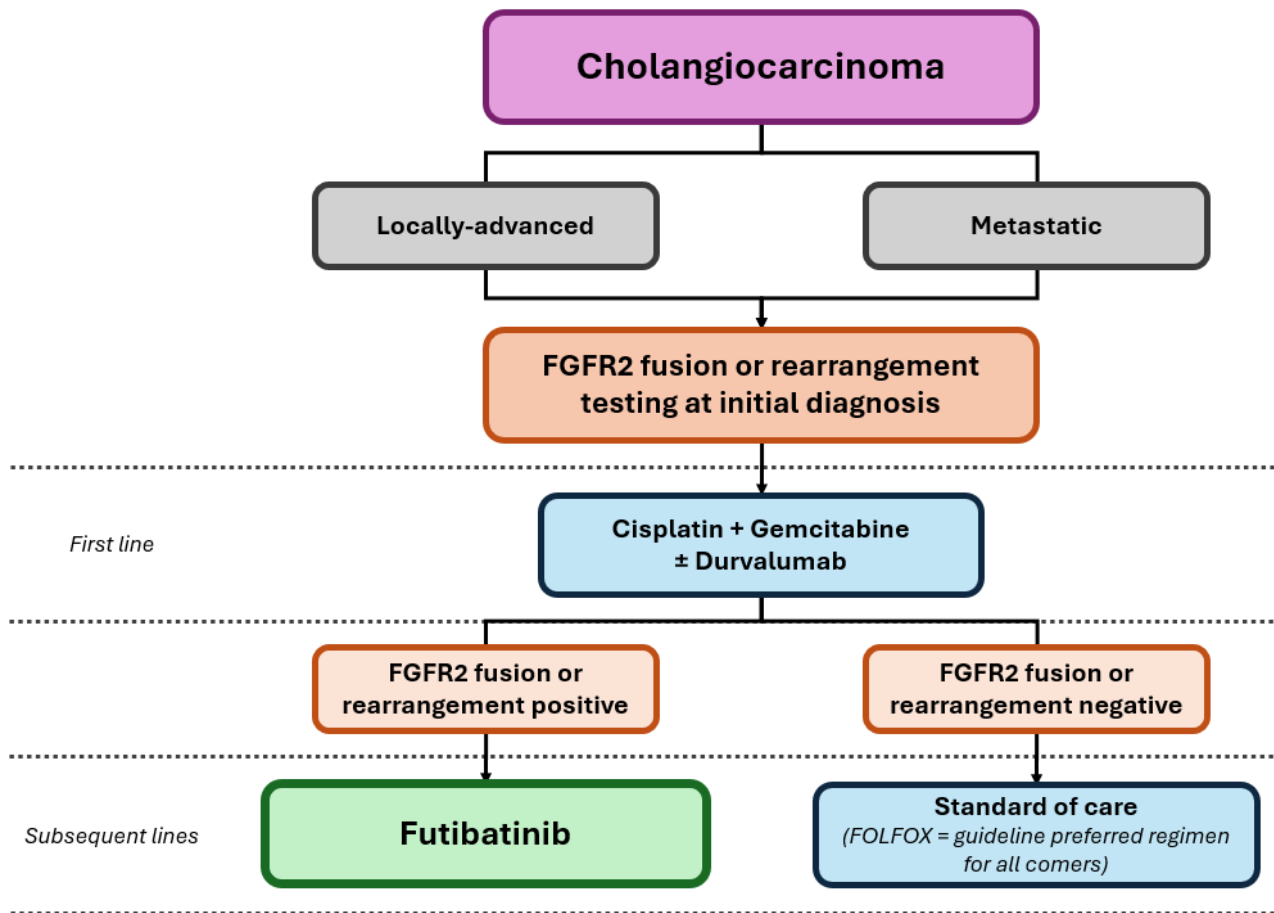 Cholangiocarcinoma
Locally-advanced
Metastatic
FGFR2 fusion or rearrangement
testing at initial diagnosis
First line
Cisplatin + Gemcitabine
± Durvalumab
FGFR2 fusion or
rearrangement positive
FGFR2 fusion or
rearrangement negative
Subsequent lines
Futibatinib
Standard of care
(FOLFOX = guideline preferred regimen
for all comers)